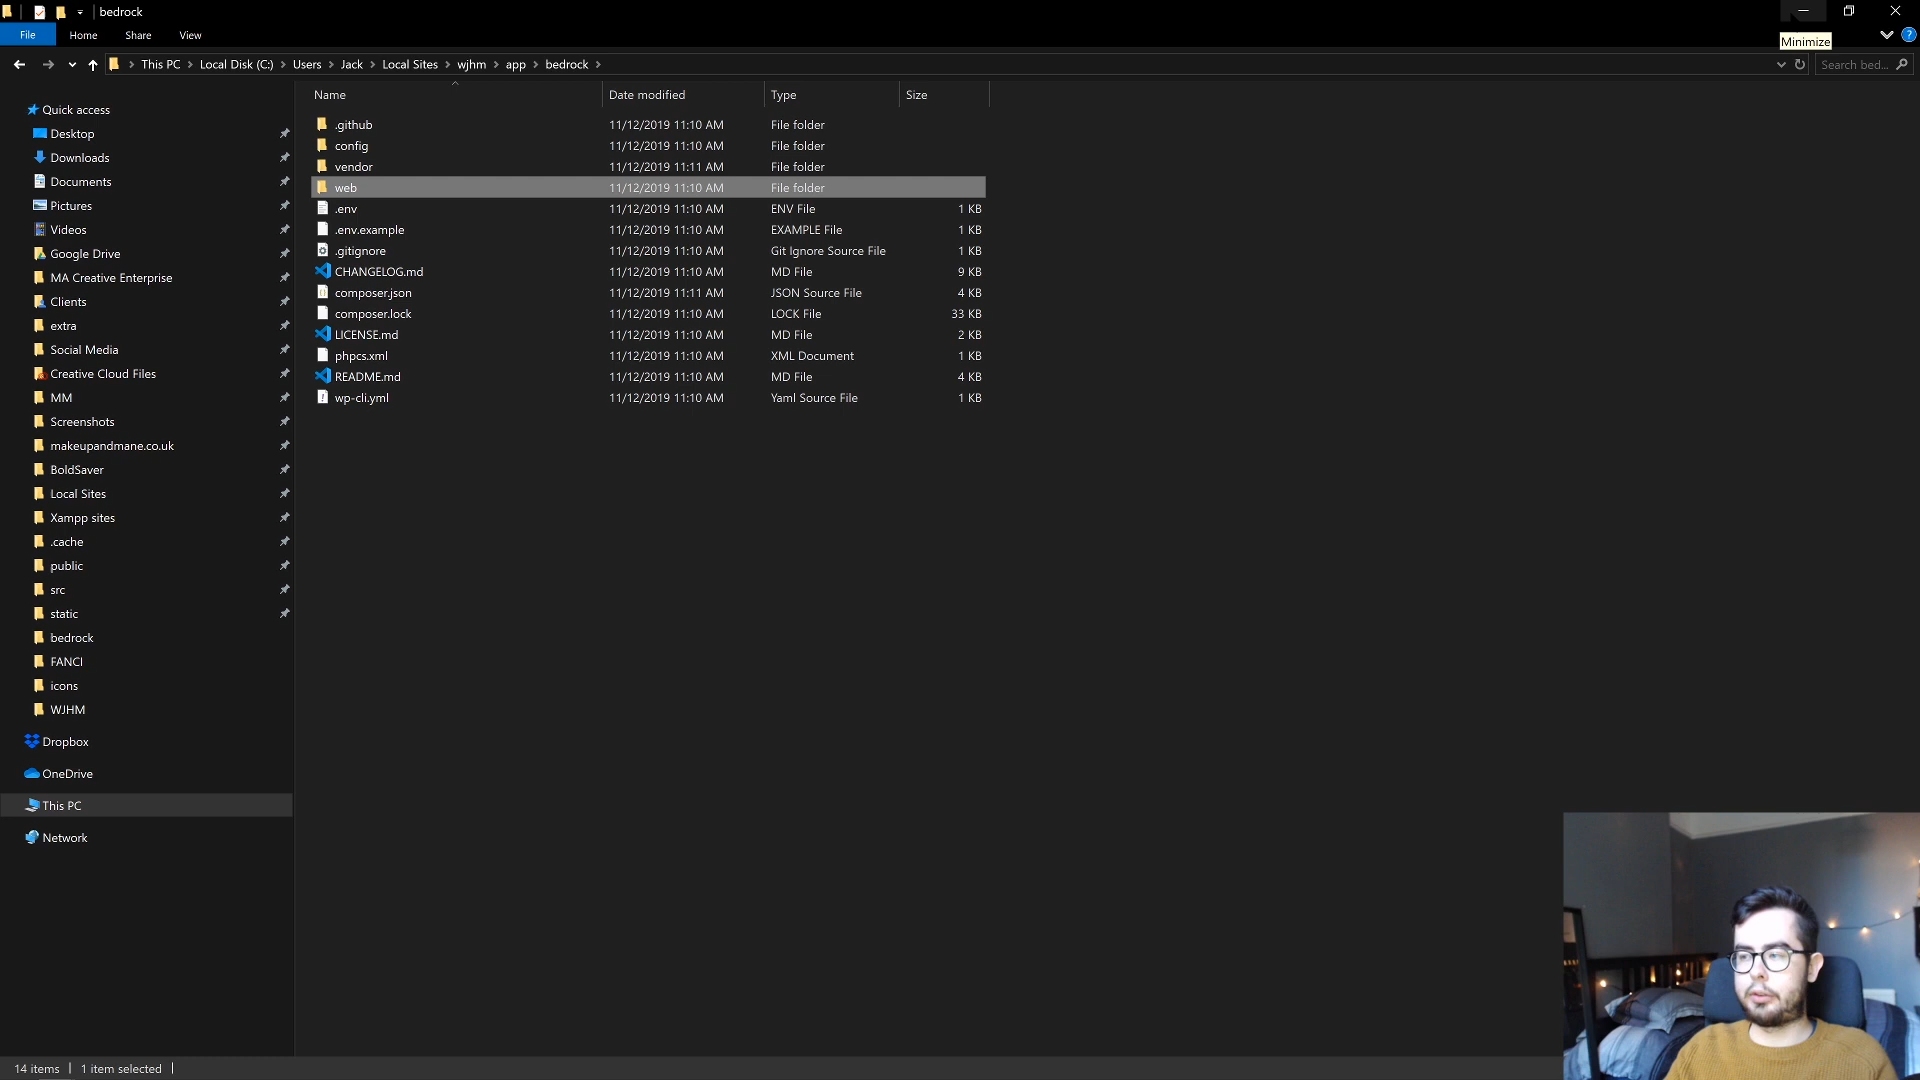 bedrock
File Home Share View
Minimize
This PC Local Disk (C:) Users Jack Local Sites wjhm app bedrock
Search bed...
Name Date modified Type Size
.github 11/12/2019 11:10 AM File folder
config 11/12/2019 11:10 AM File folder
vendor 11/12/2019 11:11 AM File folder
web 11/12/2019 11:10 AM File folder
.env 11/12/2019 11:10 AM ENV File 1 KB
.env.example 11/12/2019 11:10 AM EXAMPLE File 1 KB
.gitignore 11/12/2019 11:10 AM Git Ignore Source File 1 KB
CHANGELOG.md 11/12/2019 11:10 AM MD File 9 KB
composer.json 11/12/2019 11:11 AM JSON Source File 4 KB
composer.lock 11/12/2019 11:10 AM LOCK File 33 KB
LICENSE.md 11/12/2019 11:10 AM MD File 2 KB
phpcs.xml 11/12/2019 11:10 AM XML Document 1 KB
README.md 11/12/2019 11:10 AM MD File 4 KB
wp-cli.yml 11/12/2019 11:10 AM Yaml Source File 1 KB
Quick access
Desktop
Downloads
Documents
Pictures
Videos
Google Drive
MA Creative Enterprise
Clients
extra
Social Media
Creative Cloud Files
MM
Screenshots
makeupandmane.co.uk
BoldSaver
Local Sites
Xampp sites
.cache
public
src
static
bedrock
FANCI
icons
WJHM
Dropbox
OneDrive
This PC
Network
14 items 1 item selected